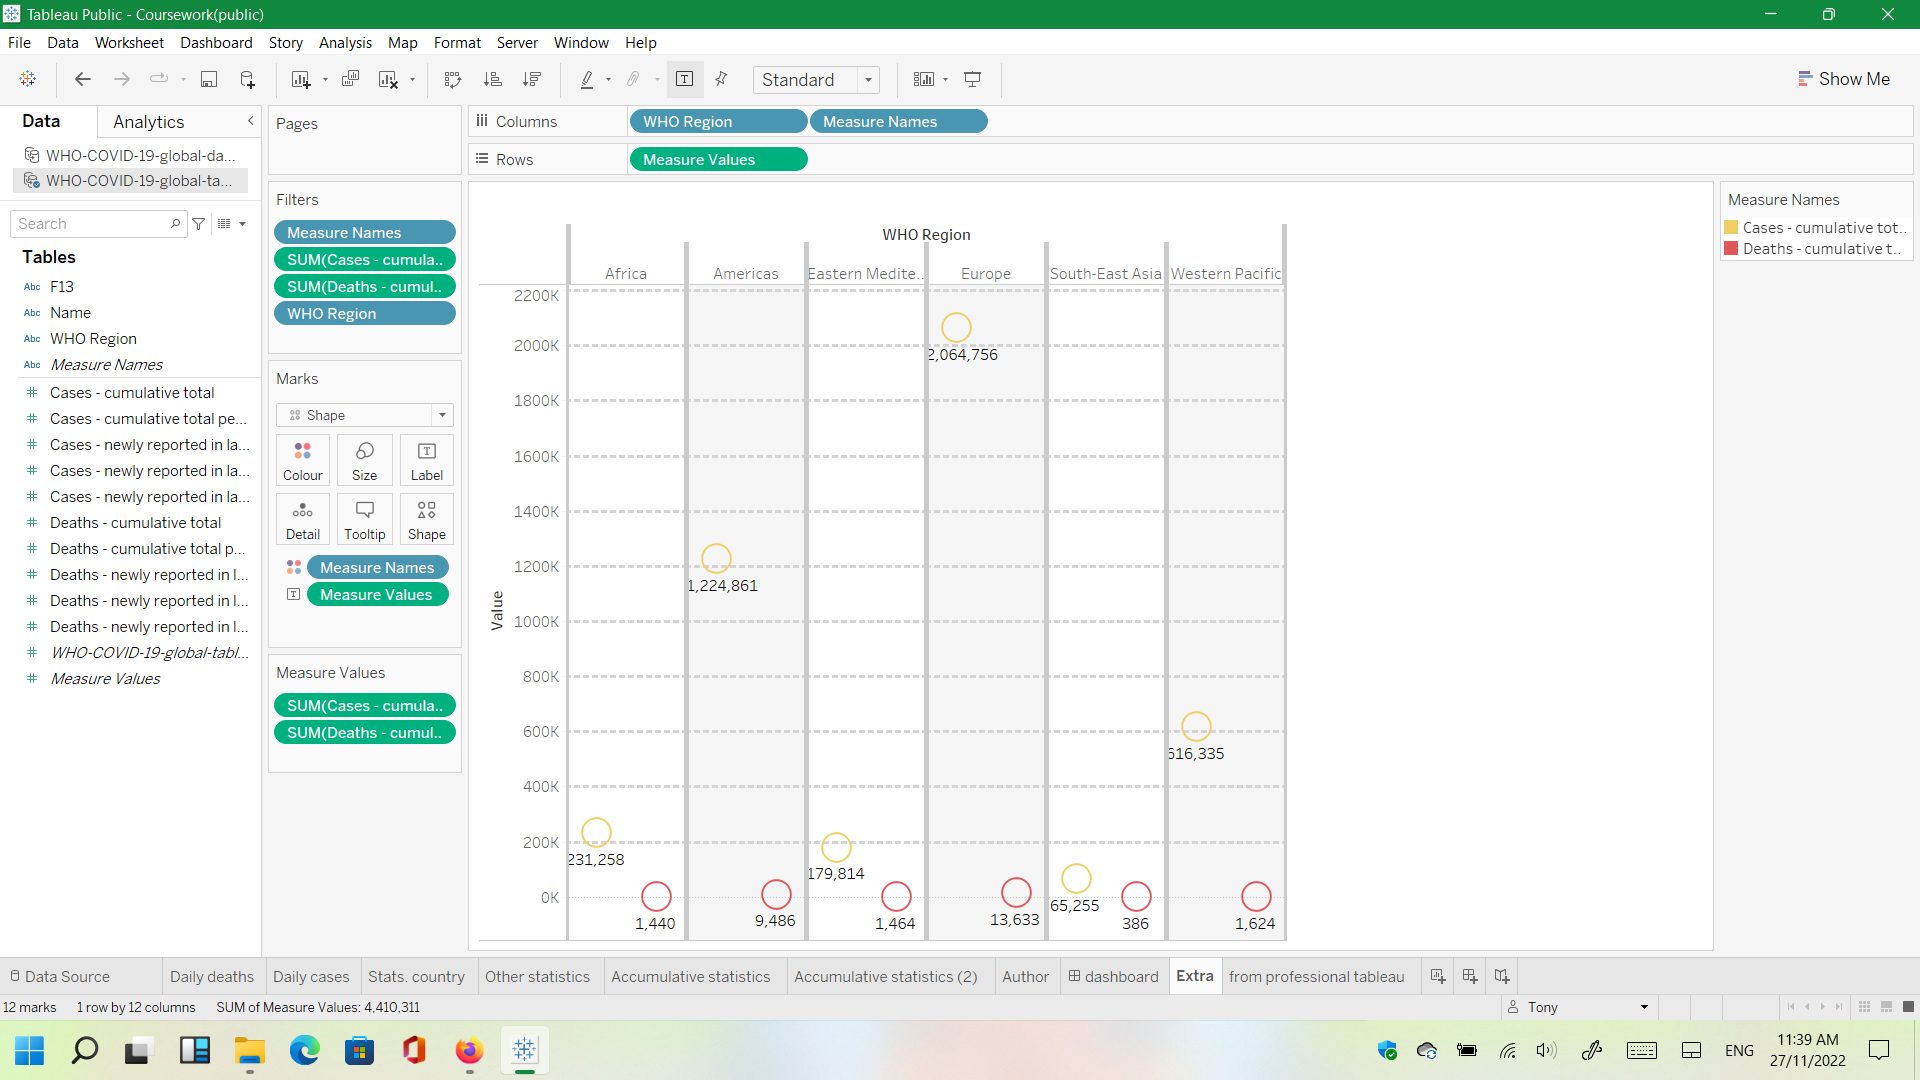 Tableau Public - Coursework(public)
File Data Worksheet Dashboard Story Analysis Map Format Server Window Help
Standard
Show Me
Data Analytics
WHO-COVID-19-global-da...
WHO-COVID-19-global-ta...
Search
Tables
Abc F13
Abc Name
Abc WHO Region
Abc Measure Names
# Cases - cumulative total
# Cases - cumulative total pe...
# Cases - newly reported in la...
# Cases - newly reported in la...
# Cases - newly reported in la...
# Deaths - cumulative total
# Deaths - cumulative total p...
# Deaths - newly reported in l...
# Deaths - newly reported in l...
# Deaths - newly reported in l...
# WHO-COVID-19-global-tabl...
# Measure Values
Pages
Filters
Measure Names
SUM(Cases - cumula..
SUM(Deaths - cumul..
WHO Region
Marks
Shape
Colour Size Label
Detail Tooltip Shape
Measure Names
Measure Values
Measure Values
SUM(Cases - cumula..
SUM(Deaths - cumul..
Columns WHO Region Measure Names
Rows Measure Values
WHO Region
Africa Americas Eastern Medite.. Europe South-East Asia Western Pacific
Value
2200K
2000K
1800K
1600K
1400K
1200K
1000K
800K
600K
400K
200K
0K
2,064,756
1,224,861
616,335
231,258
179,814
65,255
1,440
9,486
1,464
13,633
386
1,624
Measure Names
Cases - cumulative tot..
Deaths - cumulative t..
Data Source Daily deaths Daily cases Stats. country Other statistics Accumulative statistics Accumulative statistics (2) Author dashboard Extra from professional tableau
12 marks 1 row by 12 columns SUM of Measure Values: 4,410,311
Tony
ENG
11:39 AM
27/11/2022